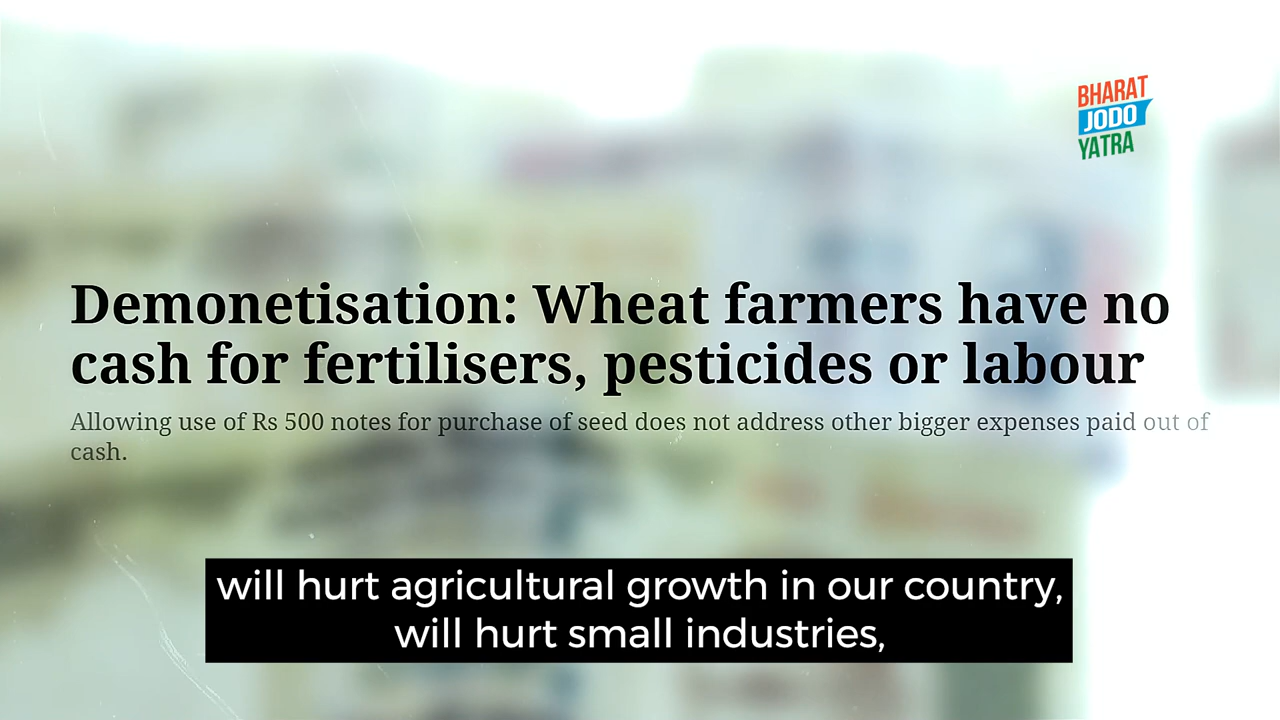 BHARAT
JODO
YATRA
Demonetisation: Wheat farmers have no
cash for fertilisers, pesticides or labour
Allowing use of Rs 500 notes for purchase of seed does not address other bigger expenses paid out of
cash.
will hurt agricultural growth in our country,
will hurt small industries,